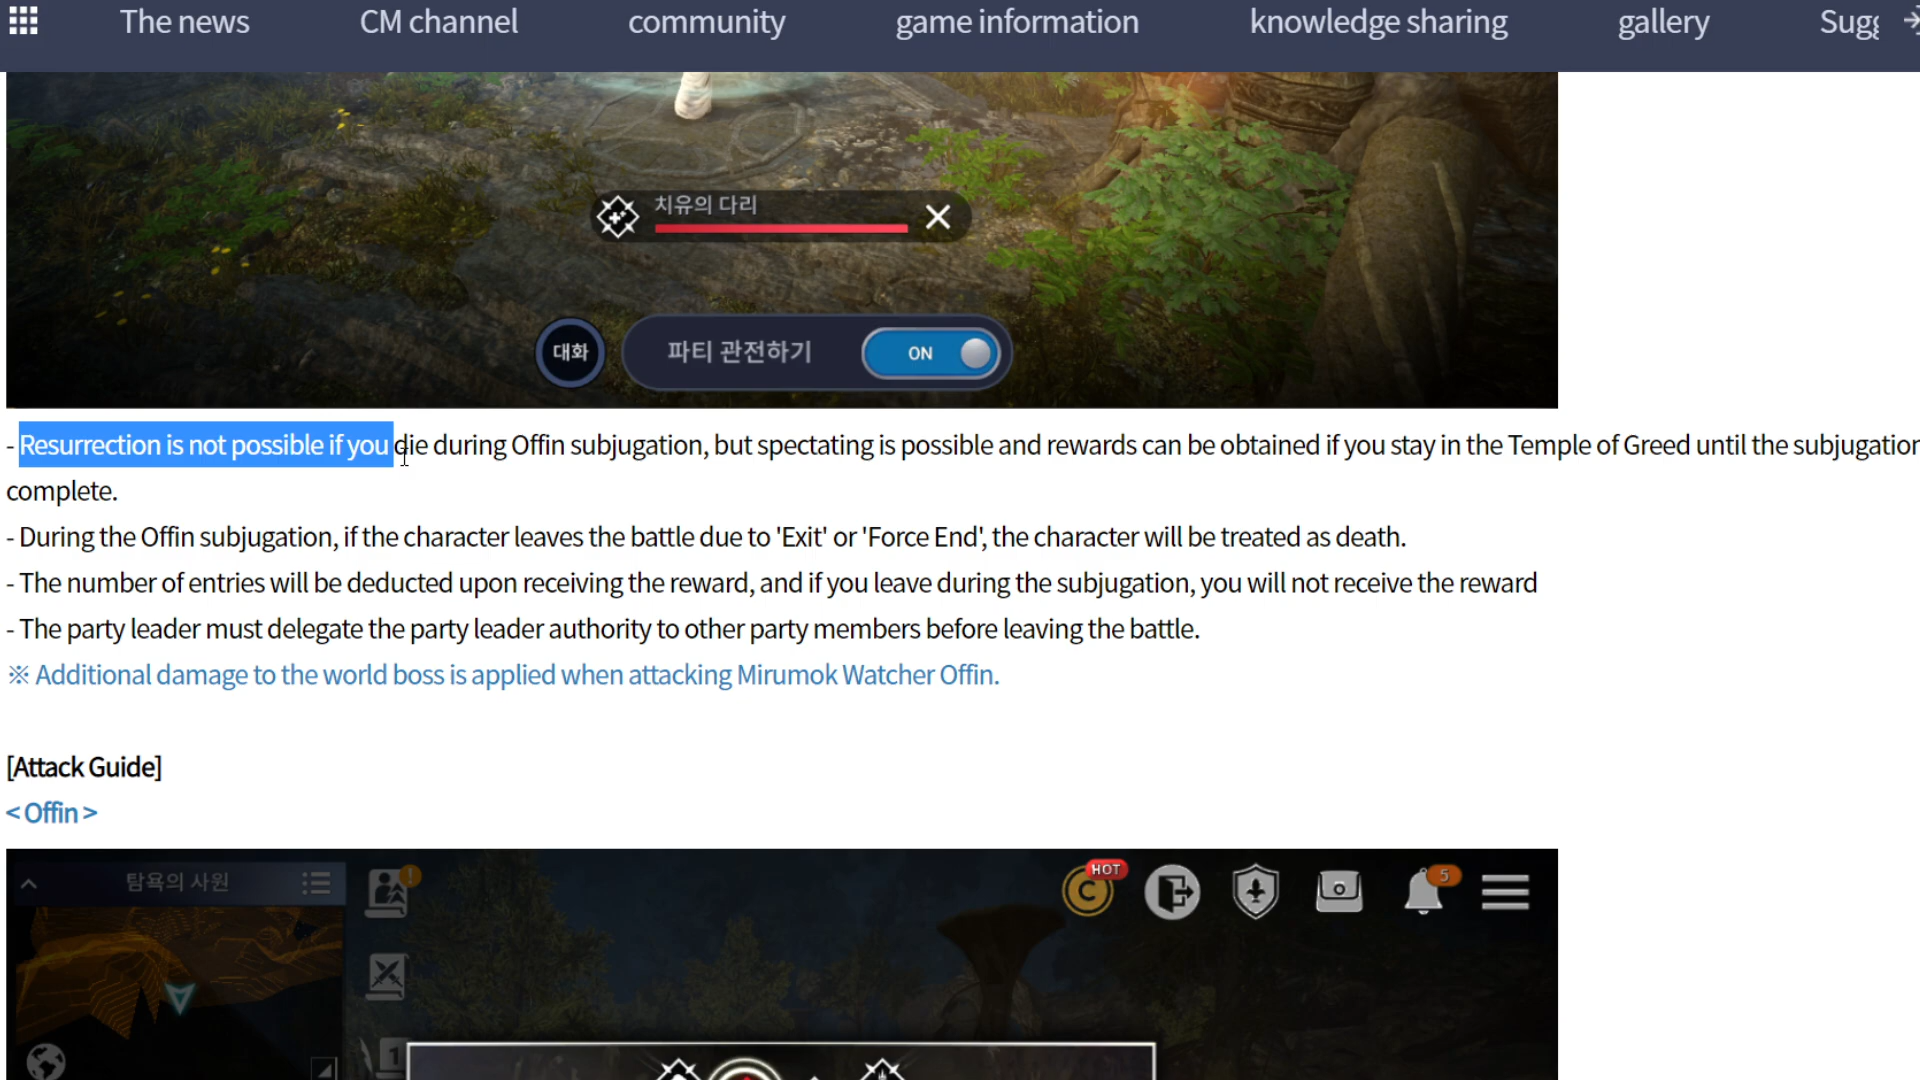 The news CM channel community game information knowledge sharing gallery Sugg
치유의 다리
대화 파티 관전하기 ON
- Resurrection is not possible if you die during Offin subjugation, but spectating is possible and rewards can be obtained if you stay in the Temple of Greed until the subjugation
complete.
- During the Offin subjugation, if the character leaves the battle due to 'Exit' or 'Force End', the character will be treated as death.
- The number of entries will be deducted upon receiving the reward, and if you leave during the subjugation, you will not receive the reward
- The party leader must delegate the party leader authority to other party members before leaving the battle.
※ Additional damage to the world boss is applied when attacking Mirumok Watcher Offin.
[Attack Guide]
< Offin >
탐욕의 사원 ! C HOT 5
1